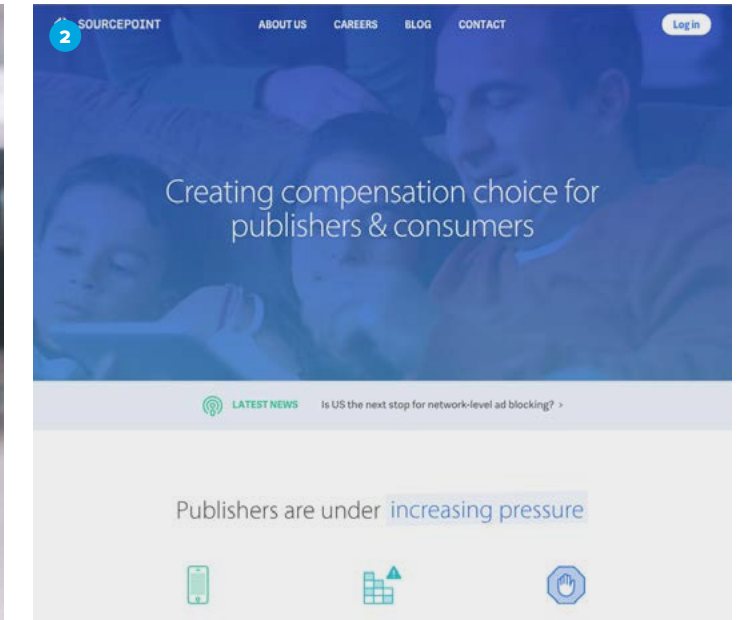 2
SOURCEPOINT
ABOUT US CAREERS BLOG CONTACT
Log in
Creating compensation choice for
publishers & consumers
LATEST NEWS Is US the next stop for network-level ad blocking? >
Publishers are under increasing pressure